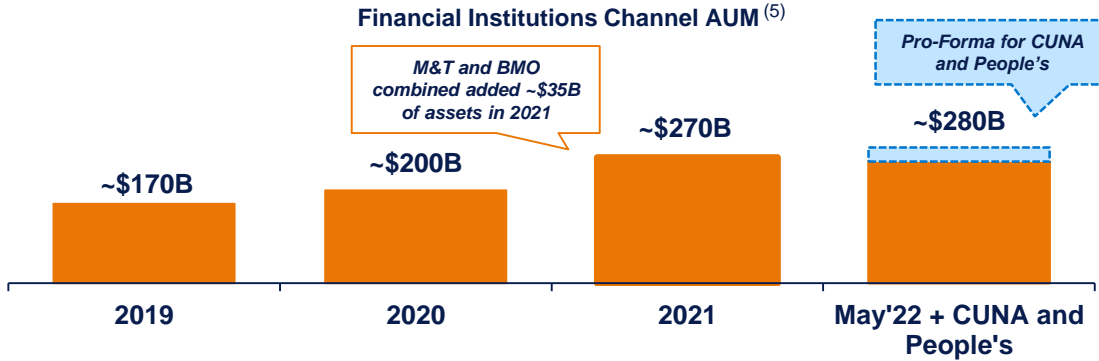 Financial Institutions Channel AUM (5)
M&T and BMO
combined added ~$35B
of assets in 2021
Pro-Forma for CUNA
and People's
~$170B
~$200B
~$270B
~$280B
2019
2020
2021
May'22 + CUNA and
People's